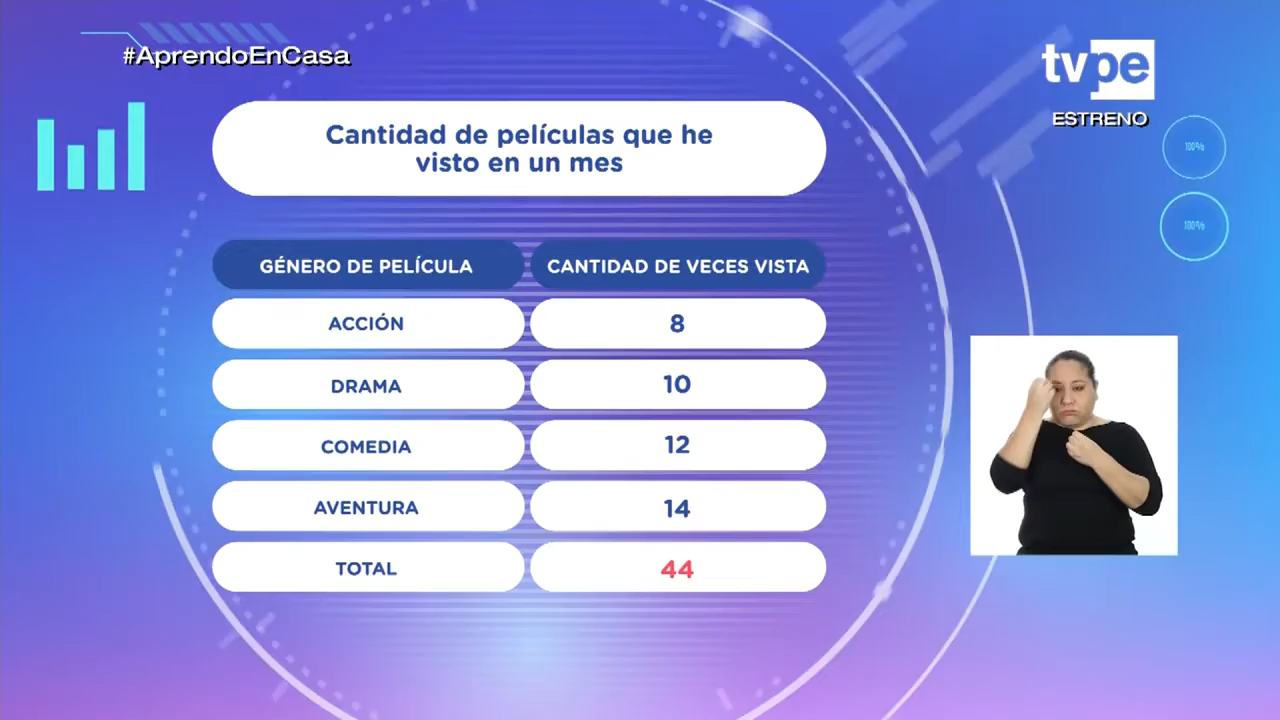 #AprendoEnCasa
tvpe
ESTRENO
100%
100%
Cantidad de películas que he
visto en un mes
GÉNERO DE PELÍCULA CANTIDAD DE VECES VISTA
ACCIÓN 8
DRAMA 10
COMEDIA 12
AVENTURA 14
TOTAL 44